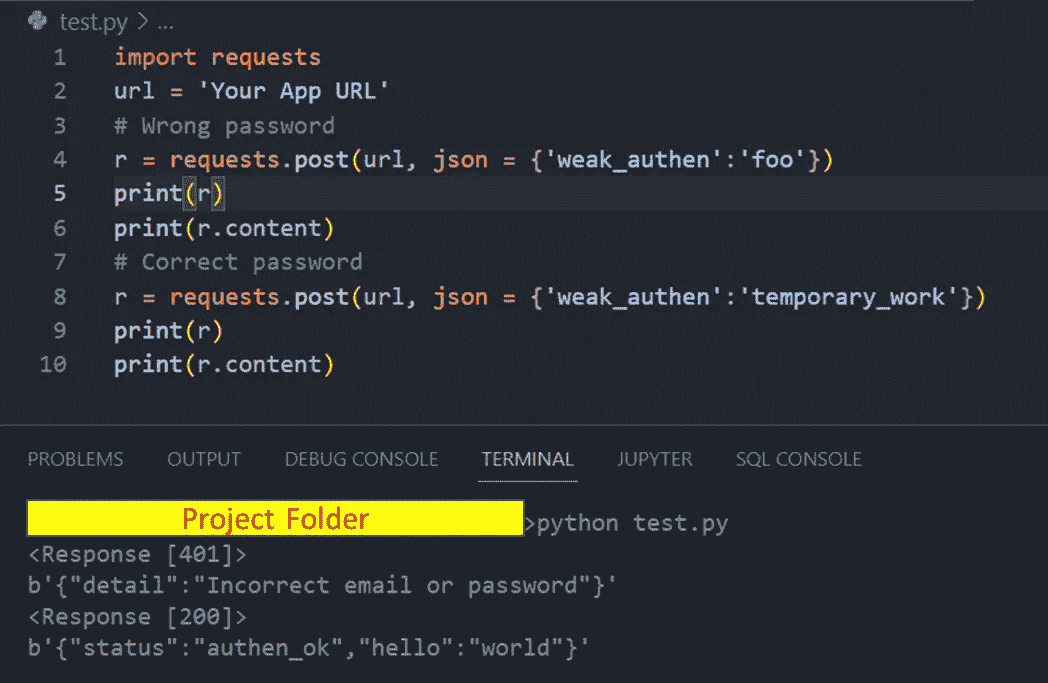 test.py > ...
1 import requests
2 url = 'Your App URL'
3 # Wrong password
4 r = requests.post(url, json = {'weak_authen':'foo'})
5 print(r)
6 print(r.content)
7 # Correct password
8 r = requests.post(url, json = {'weak_authen':'temporary_work'})
9 print(r)
10 print(r.content)
PROBLEMS OUTPUT DEBUG CONSOLE TERMINAL JUPYTER SQL CONSOLE
Project Folder >python test.py
<Response [401]>
b'{"detail":"Incorrect email or password"}'
<Response [200]>
b'{"status":"authen_ok","hello":"world"}'